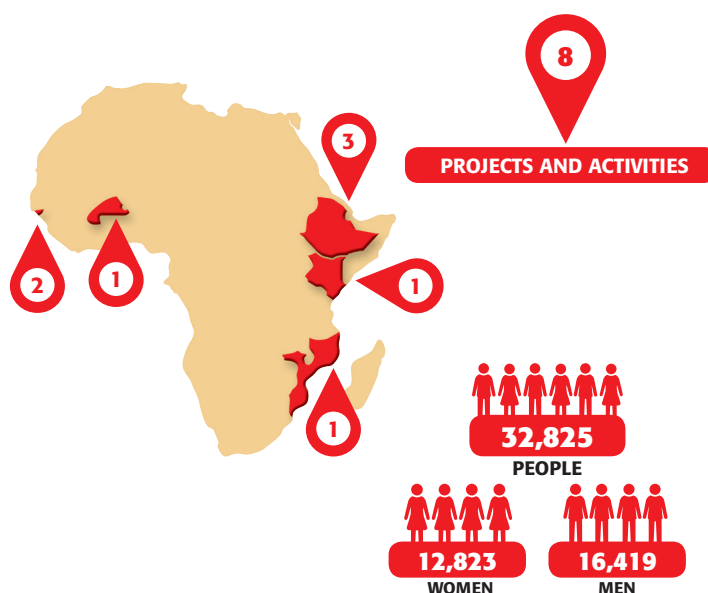 8
PROJECTS AND ACTIVITIES
3
2
1
1
1
32,825
PEOPLE
12,823
WOMEN
16,419
MEN